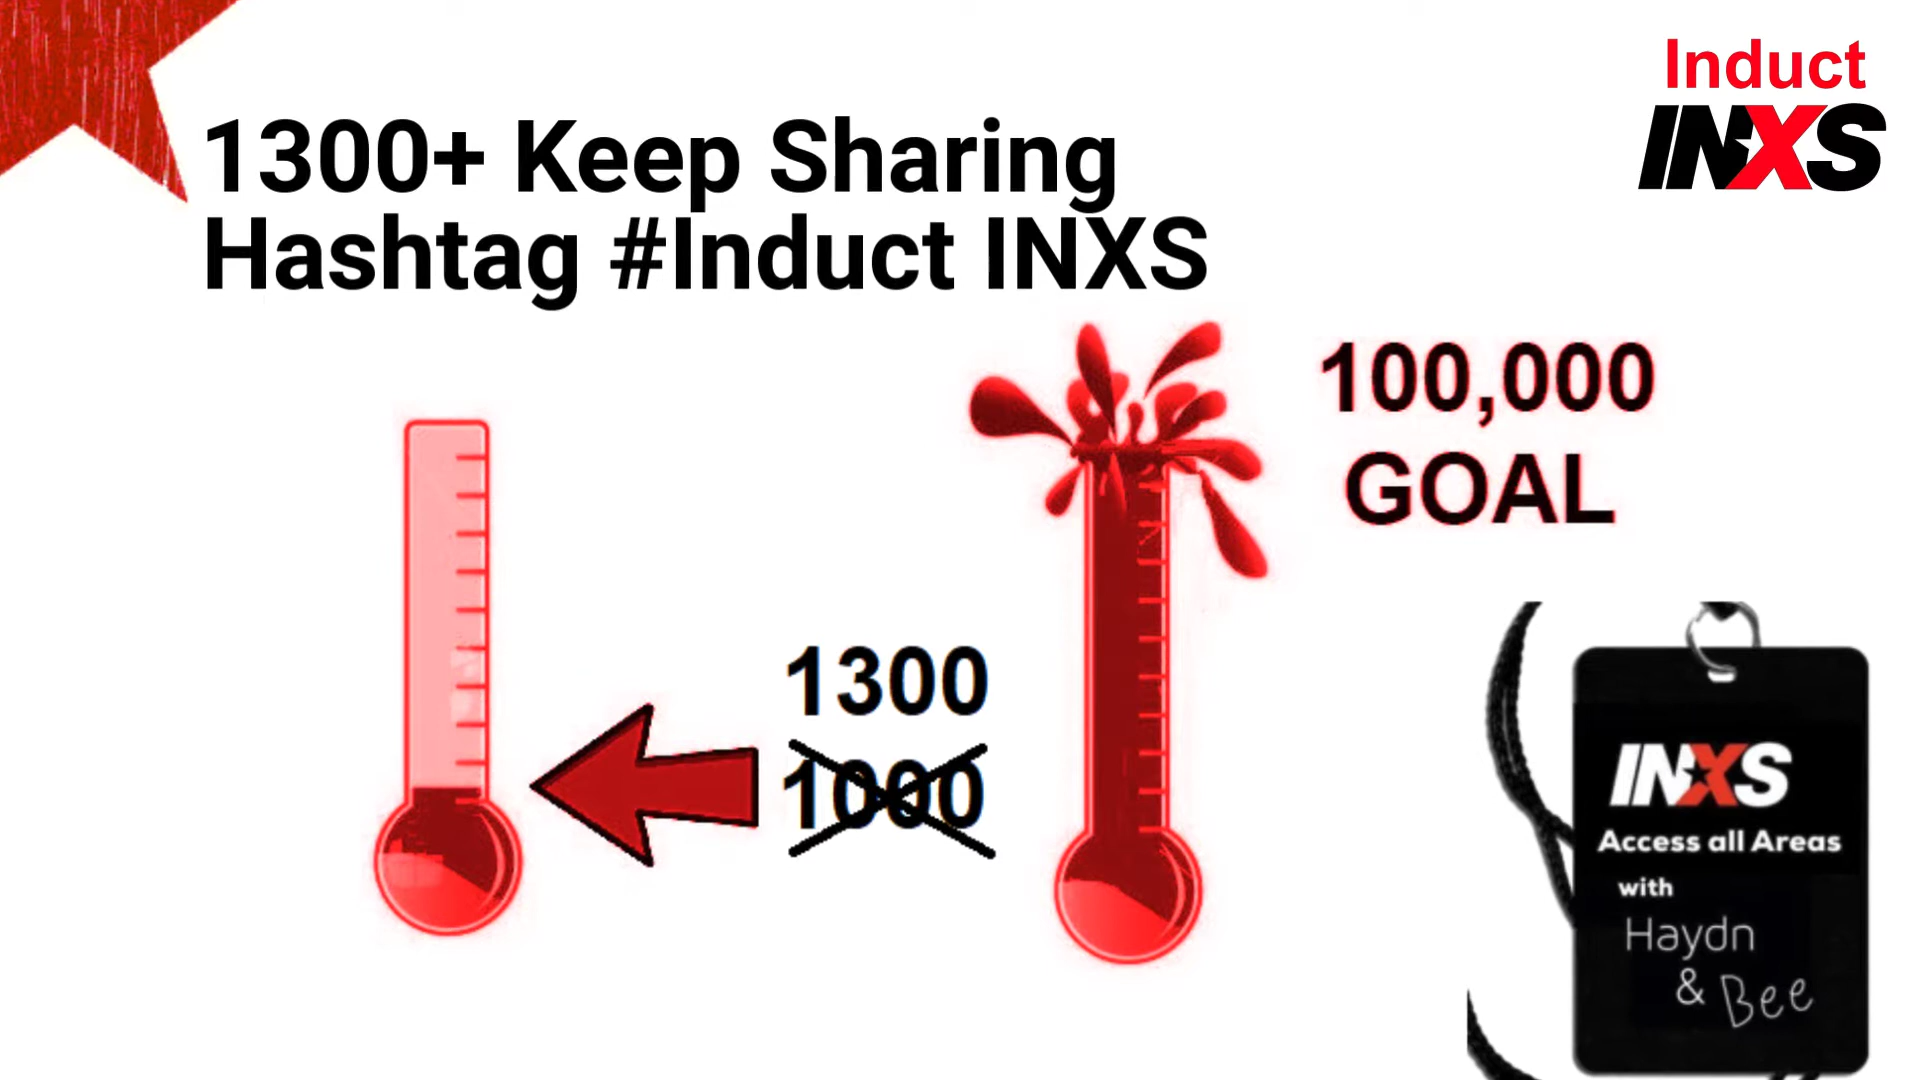 Induct
INXS
1300+ Keep Sharing
Hashtag #Induct INXS
100,000
GOAL
1300
1000
INXS
Access all Areas
with
Haydn
& Bee